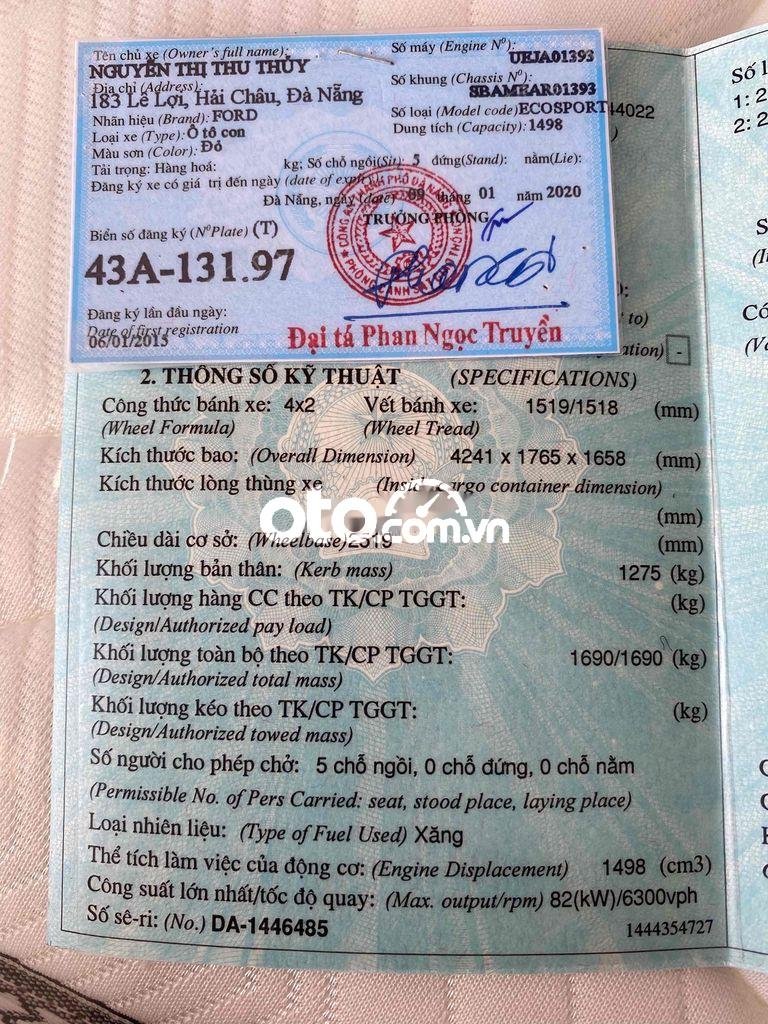 Tên chủ xe (Owner's full name):
NGUYỄN THỊ THU THỦY
Địa chỉ (Address):
183 Lê Lợi, Hải Châu, Đà Nẵng
Nhãn hiệu (Brand): FORD
Loại xe (Type): Ô tô con
Màu sơn (Color): Đỏ
Tải trọng: Hàng hoá: kg; Số chỗ ngồi(Sit): 5 đứng(Stand): nằm(Lie):
Đăng ký xe có giá trị đến ngày (date of expiry)
Số máy (Engine Nº): UEJA01393
Số khung (Chassis Nº):
SBAMEAR01393
Số loại (Model code) ECOSPORT
Dung tích (Capacity): 1498
Đà Nẵng, ngày (date) 09 tháng 01 năm 2020
TRƯỞNG PHÒNG
Biển số đăng ký (NºPlate) (T)
43A-131.97
Đăng ký lần đầu ngày:
Date of first registration
06/01/2015
Đại tá Phan Ngọc Truyền
44022
to)
2. THÔNG SỐ KỸ THUẬT (SPECIFICATIONS)
Công thức bánh xe: 4x2 Vết bánh xe: 1519/1518 (mm)
(Wheel Formula) (Wheel Tread)
Kích thước bao: (Overall Dimension) 4241 x 1765 x 1658 (mm)
Kích thước lòng thùng xe (Inside cargo container dimension)
(mm)
oto.com.vn
Chiều dài cơ sở: (Wheelbase) 2519 (mm)
Khối lượng bản thân: (Kerb mass) 1275 (kg)
Khối lượng hàng CC theo TK/CP TGGT: (kg)
(Design/Authorized pay load)
Khối lượng toàn bộ theo TK/CP TGGT: 1690/1690 (kg)
(Design/Authorized total mass)
Khối lượng kéo theo TK/CP TGGT: (kg)
(Design/Authorized towed mass)
Số người cho phép chở: 5 chỗ ngồi, 0 chỗ đứng, 0 chỗ nằm
(Permissible No. of Pers Carried: seat, stood place, laying place)
Loại nhiên liệu: (Type of Fuel Used) Xăng
Thể tích làm việc của động cơ: (Engine Displacement) 1498 (cm3)
Công suất lớn nhất/tốc độ quay: (Max. output/rpm) 82(kW)/6300vph
Số sê-ri: (No.) DA-1446485 1444354727